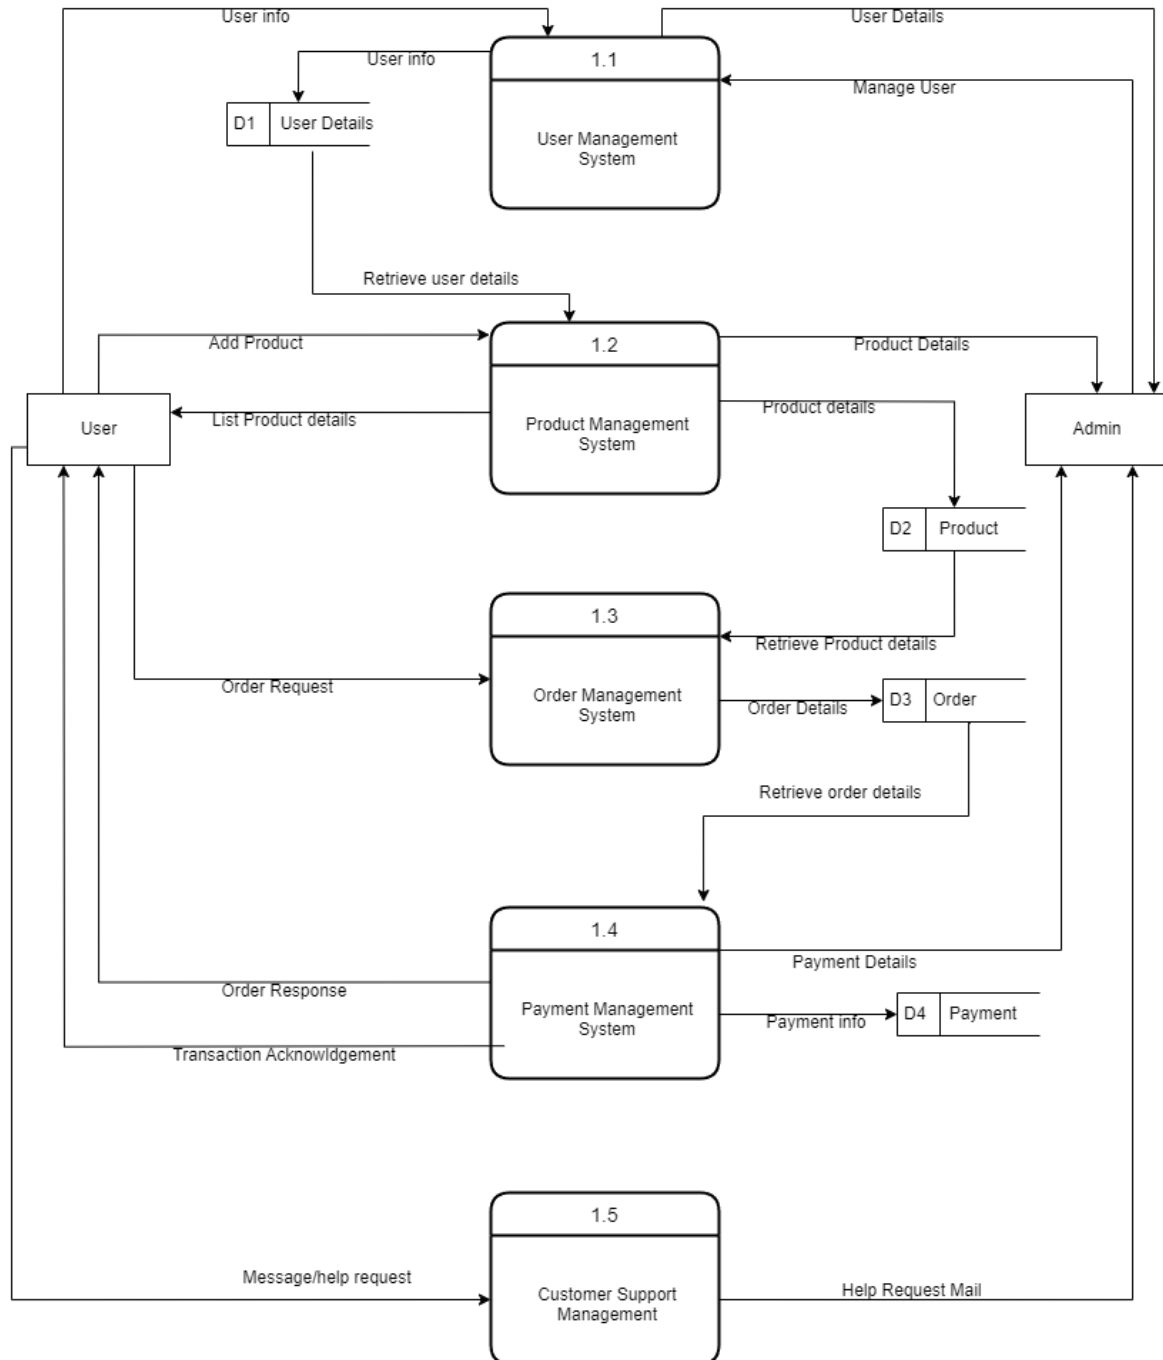 User info
User Details
User info
1.1
Manage User
D1 User Details
User Management
System
Retrieve user details
Add Product
1.2
Product Details
List Product details
Product details
User
Product Management
System
Admin
D2 Product
1.3
Retrieve Product details
Order Request
Order Management
System
Order Details
D3 Order
Retrieve order details
1.4
Payment Details
Order Response
Payment Management
System
Payment info
D4 Payment
Transaction Acknowldgement
1.5
Message/help request
Customer Support
Management
Help Request Mail